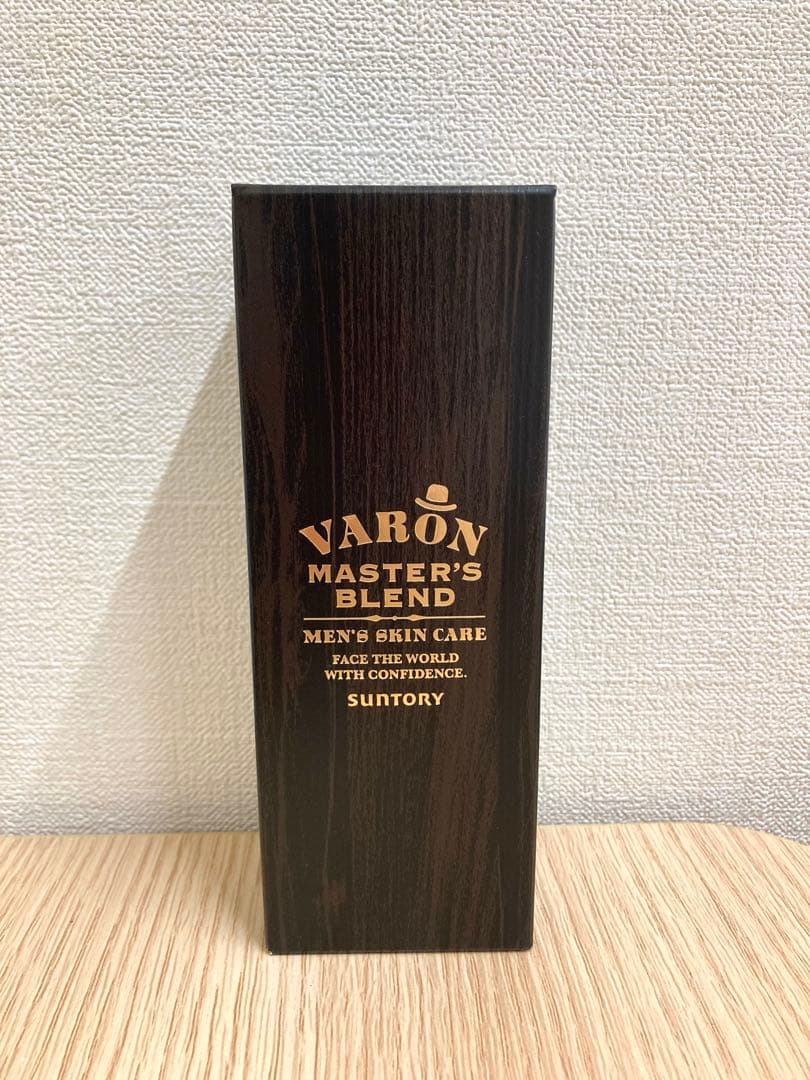 VARON
MASTER'S
BLEND
MEN'S SKIN CARE
FACE THE WORLD
WITH CONFIDENCE.
SUNTORY